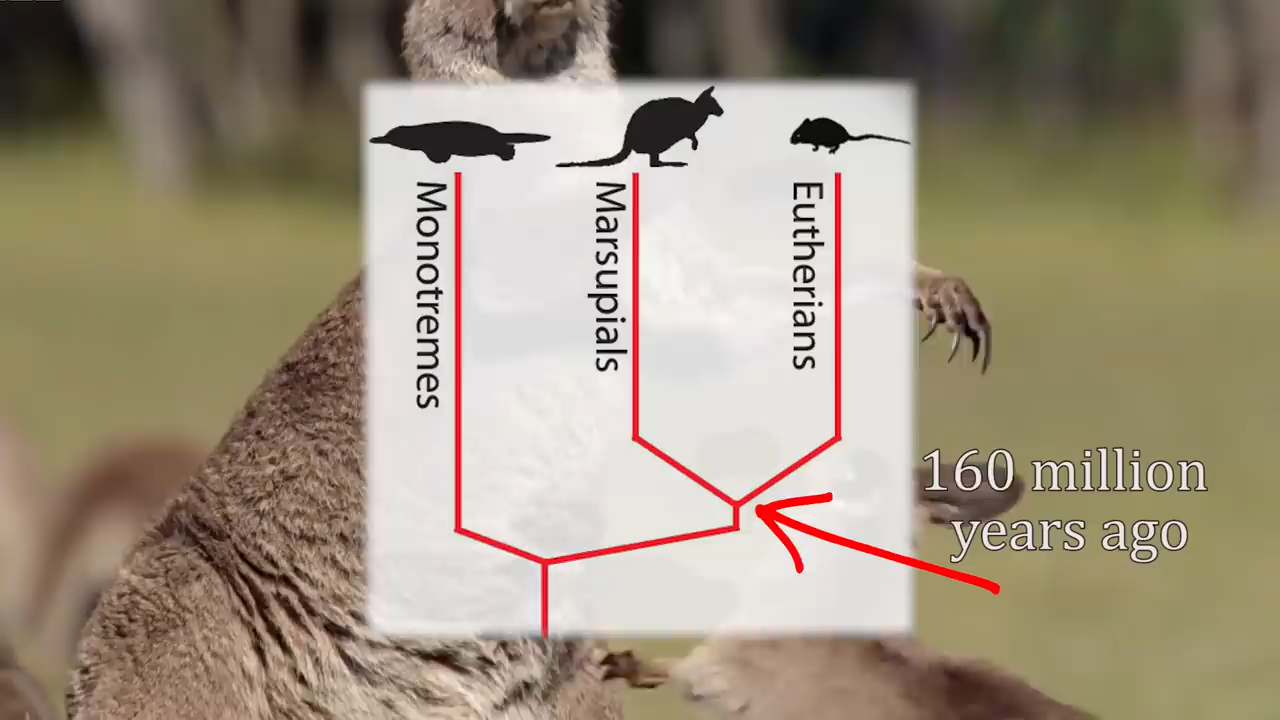 Monotremes
Marsupials
Eutherians
160 million
years ago